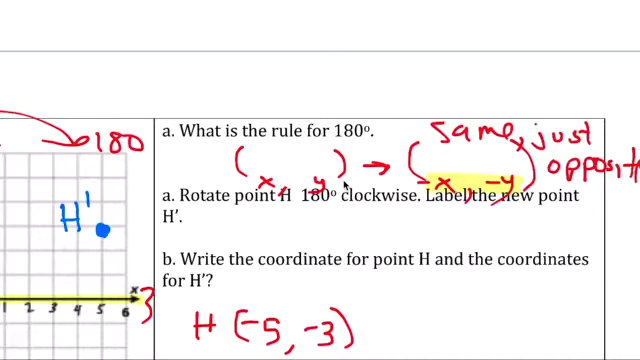 180
a. What is the rule for 180°.
same, just
(x, y) → (-x, -y)
a. Rotate point H 180° clockwise. Label the new point
H'.
H'
b. Write the coordinate for point H and the coordinates
for H'?
x
1 2 3 4 5 6
3
H (-5, -3)